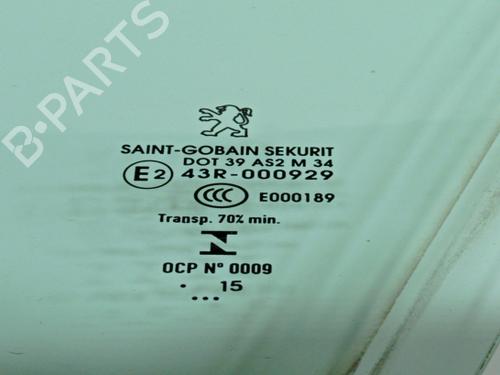 B-PARTS
SAINT-GOBAIN SEKURIT
DOT 39 AS2 M 34
E2 43R-000929
CCC E000189
Transp. 70% min.
OCP Nº 0009
. 15
...